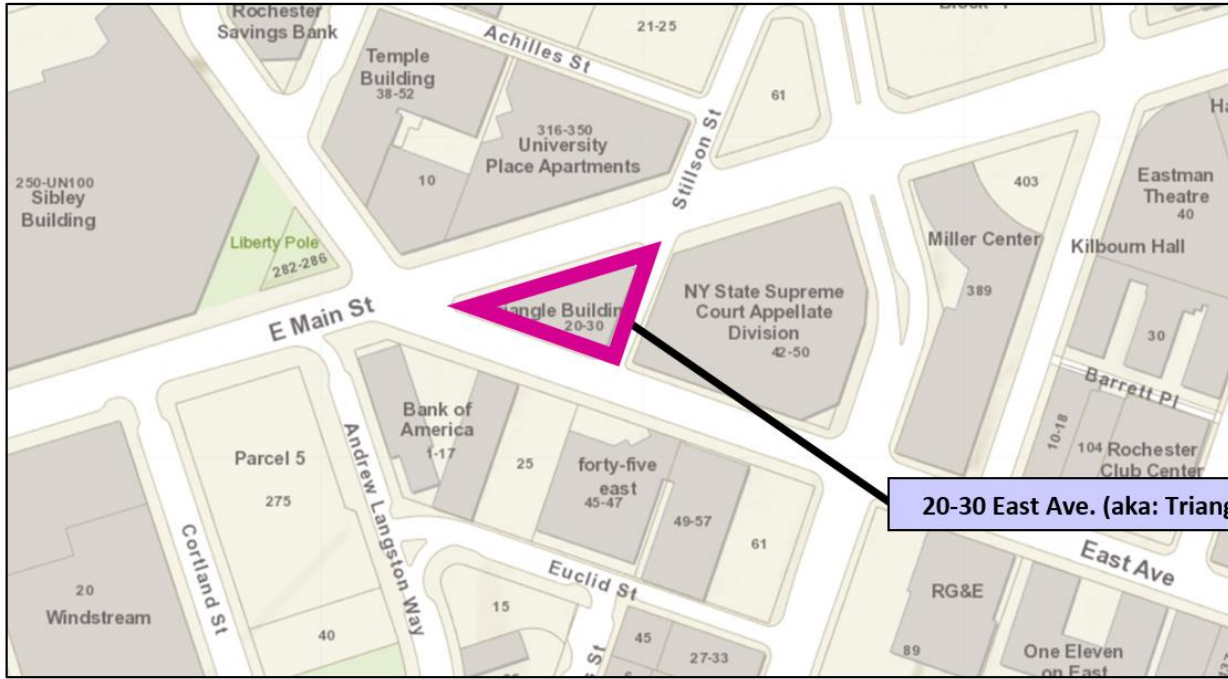 Rochester
Savings Bank
Achilles St
21-25
Temple
Building
38-52
61
316-350
University
Place Apartments
10
Stillson St
250-UN100
Sibley
Building
Liberty Pole
282-286
403
Eastman
Theatre
40
Miller Center
Kilbourn Hall
389
NY State Supreme
Court Appellate
Division
42-50
Building
20-30
E Main St
30
Barrett Pl
Bank of
America
1-17
10-18
104 Rochester
Club Center
Parcel 5
275
25
forty-five
east
45-47
49-57
61
Andrew Langston Way
Cortland St
20-30 East Ave. (aka:
East Ave
Euclid St
RG&E
20
Windstream
15
40
45
27-33
89
One Eleven
on East
St